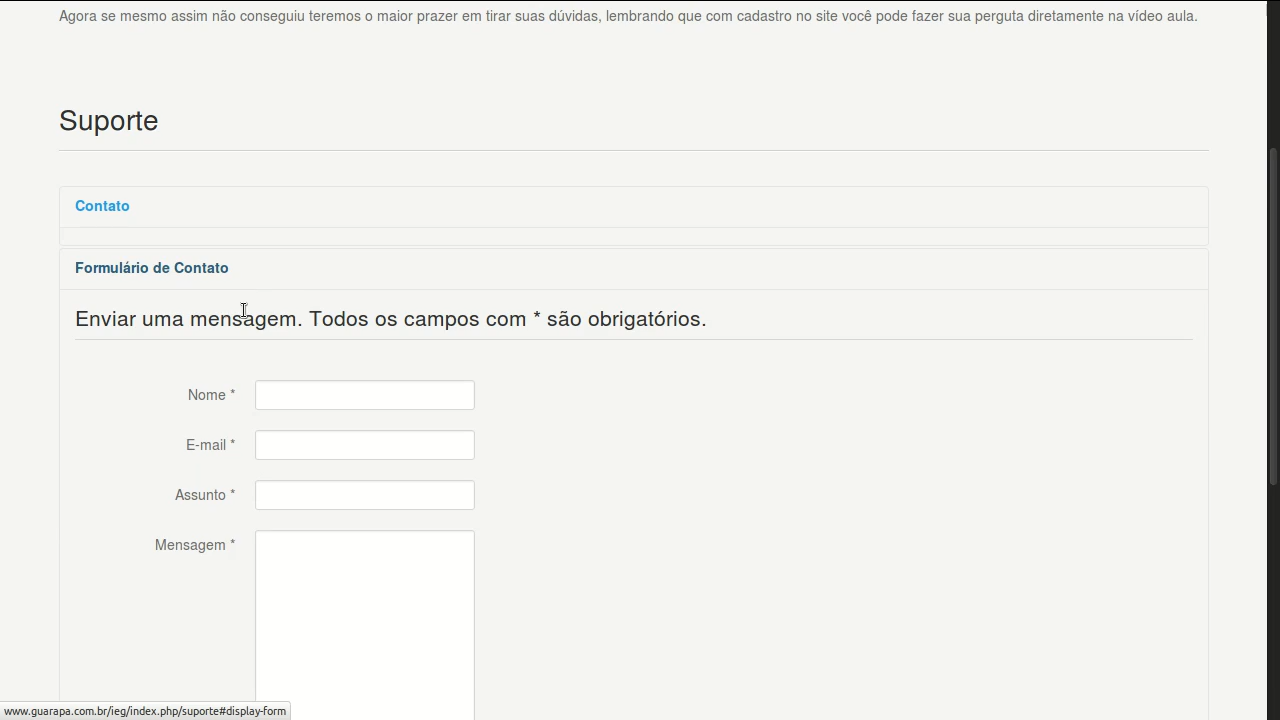 Agora se mesmo assim não conseguiu teremos o maior prazer em tirar suas dúvidas, lembrando que com cadastro no site você pode fazer sua perguta diretamente na vídeo aula.
Suporte
Contato
Formulário de Contato
Enviar uma mensagem. Todos os campos com * são obrigatórios.
Nome *
E-mail *
Assunto *
Mensagem *
www.guarapa.com.br/ieg/index.php/suporte#display-form